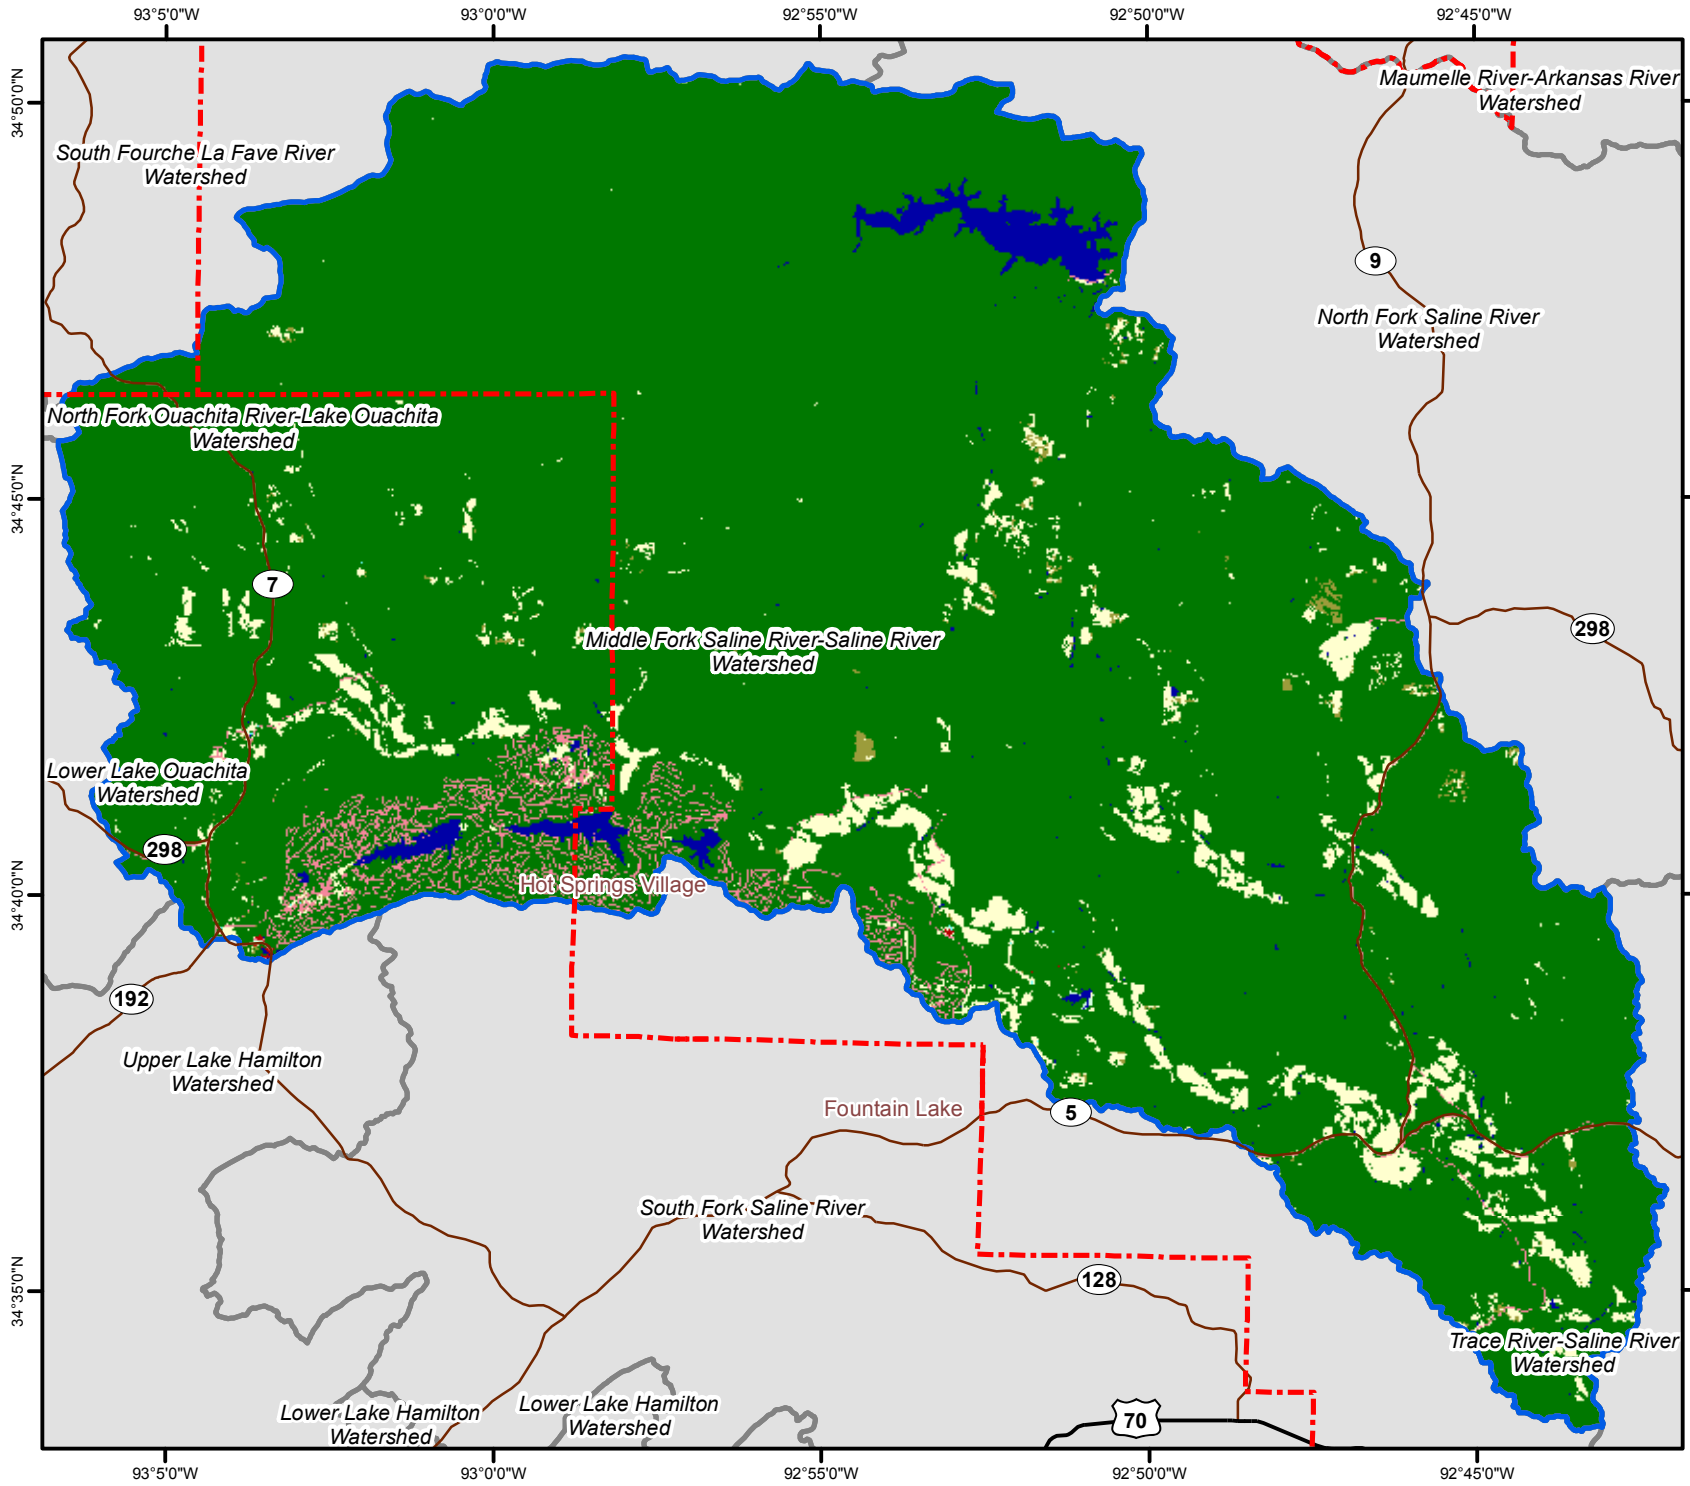 93°5'0"W
93°0'0"W
92°55'0"W
92°50'0"W
92°45'0"W
34°50'0"N
34°45'0"N
34°40'0"N
34°35'0"N
Maumelle River-Arkansas River
Watershed
South Fourche La Fave River
Watershed
9
North Fork Saline River
Watershed
North Fork Ouachita River-Lake Ouachita
Watershed
7
298
Middle Fork Saline River-Saline River
Watershed
Lower Lake Ouachita
Watershed
298
Hot Springs Village
192
Upper Lake Hamilton
Watershed
Fountain Lake
5
South Fork Saline River
Watershed
128
Trace River-Saline River
Watershed
Lower Lake Hamilton
Watershed
Lower Lake Hamilton
Watershed
70
93°5'0"W
93°0'0"W
92°55'0"W
92°50'0"W
92°45'0"W